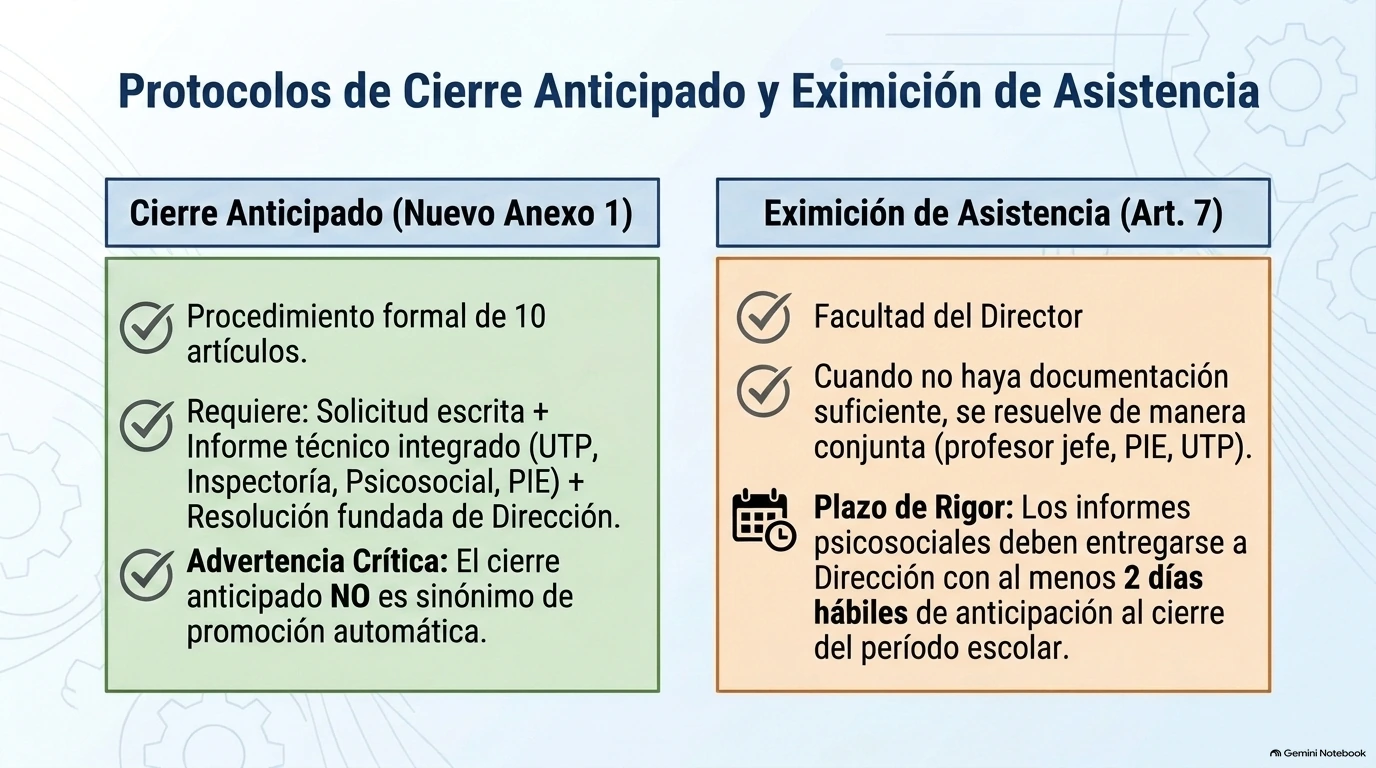 Protocolos de Cierre Anticipado y Eximición de Asistencia
Cierre Anticipado (Nuevo Anexo 1)
Procedimiento formal de 10
artículos.
Requiere: Solicitud escrita +
Informe técnico integrado (UTP,
Inspectoría, Psicosocial, PIE) +
Resolución fundada de Dirección.
Advertencia Crítica: El cierre
anticipado NO es sinónimo de
promoción automática.
Eximición de Asistencia (Art. 7)
Facultad del Director
Cuando no haya documentación
suficiente, se resuelve de manera
conjunta (profesor jefe, PIE, UTP).
Plazo de Rigor: Los informes
psicosociales deben entregarse a
Dirección con al menos 2 días
hábiles de anticipación al cierre
del período escolar.
Gemini Notebook